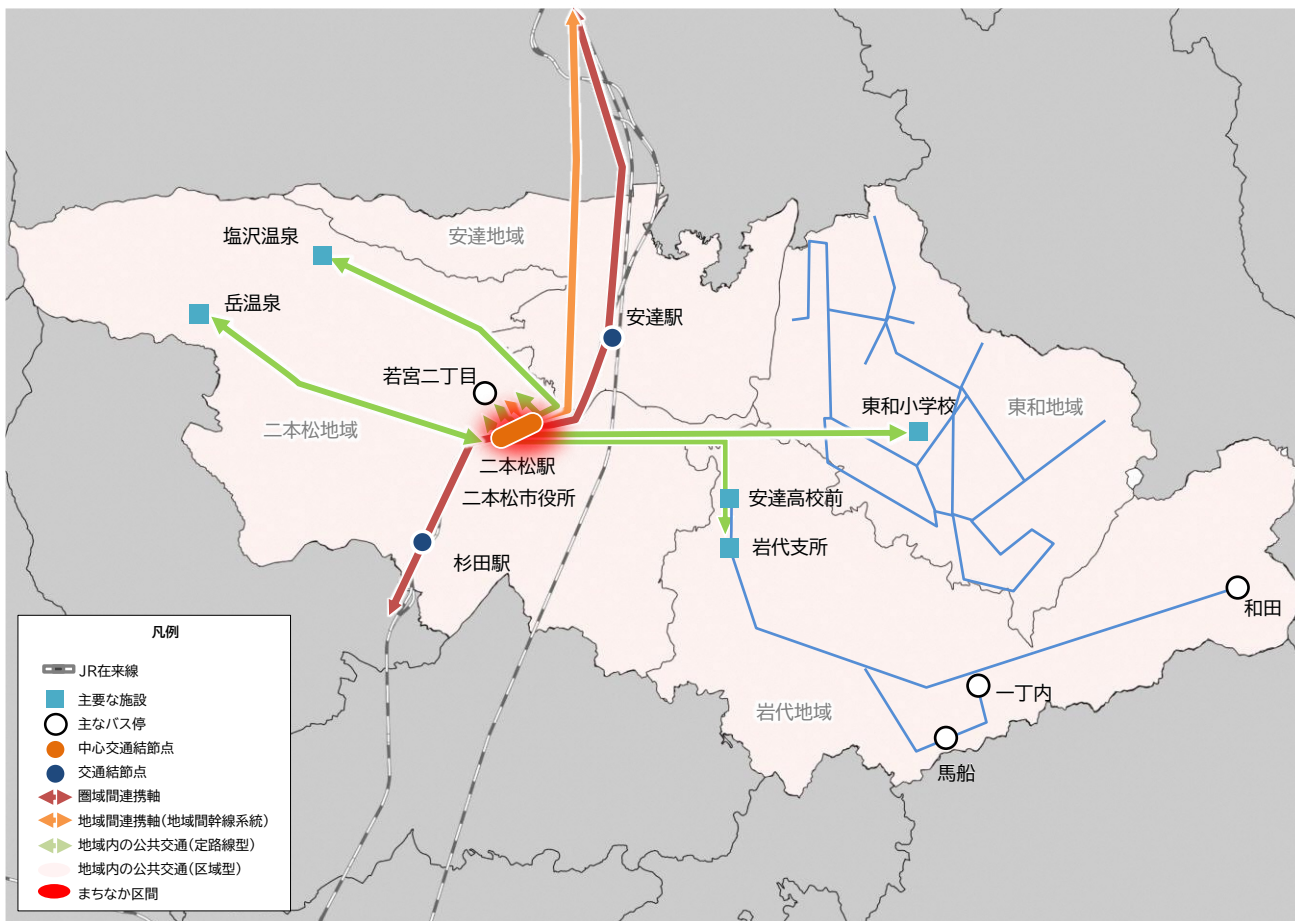 塩沢温泉
安達地域
岳温泉
安達駅
若宮二丁目
東和小学校
東和地域
二本松地域
二本松駅
二本松市役所
安達高校前
岩代支所
杉田駅
和田
一丁内
岩代地域
馬船
凡例
JR在来線
主要な施設
主なバス停
中心交通結節点
交通結節点
圏域間連携軸
地域間連携軸(地域間幹線系統)
地域内の公共交通(定路線型)
地域内の公共交通(区域型)
まちなか区間